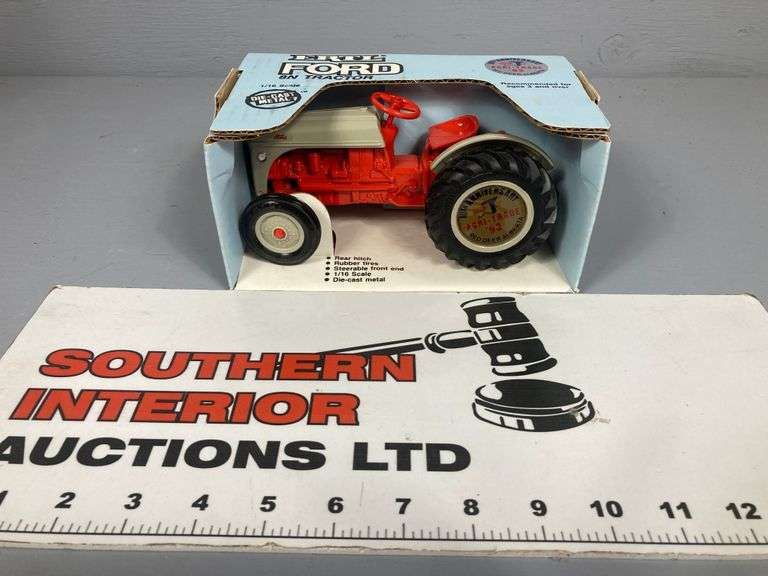 ERTL
FORD
8N TRACTOR
1/16 Scale
DIE-CAST
METAL
Recommended for
ages 3 and over
Rear hitch
Rubber tires
Steerable front end
1/16 Scale
Die-cast metal
ANNIVERSARY
92
SOUTHERN
INTERIOR
AUCTIONS LTD
1 2 3 4 5 6 7 8 9 10 11 12